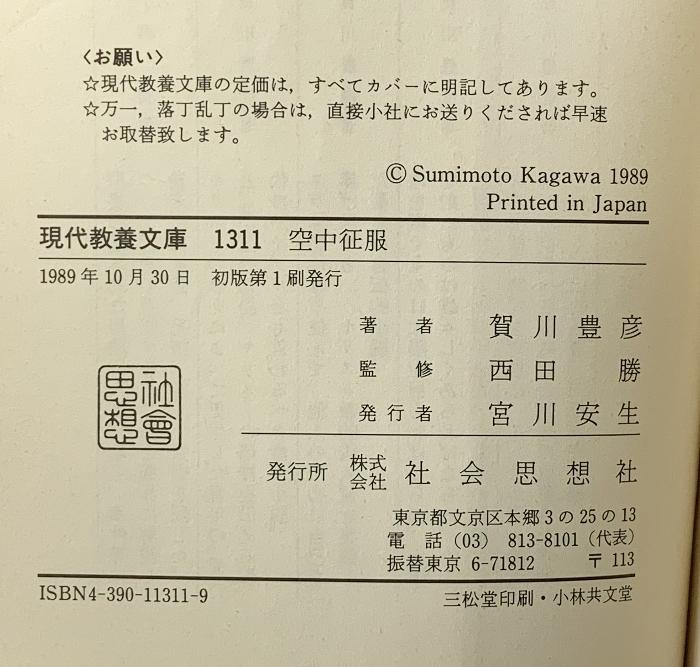 〈お願い〉
☆現代教養文庫の定価は，すべてカバーに明記してあります。
☆万一，落丁乱丁の場合は，直接小社にお送りくだされば早速
お取替致します。
© Sumimoto Kagawa 1989
Printed in Japan
現代教養文庫 1311 空中征服
1989年10月30日 初版第1刷発行
著者 賀川豊彦
監修 西田勝
発行者 宮川安生
社會思想
発行所 株式会社 社会思想社
東京都文京区本郷3の25の13
電話 (03) 813-8101 (代表)
振替東京 6-71812 〒113
ISBN4-390-11311-9
三松堂印刷・小林共文堂